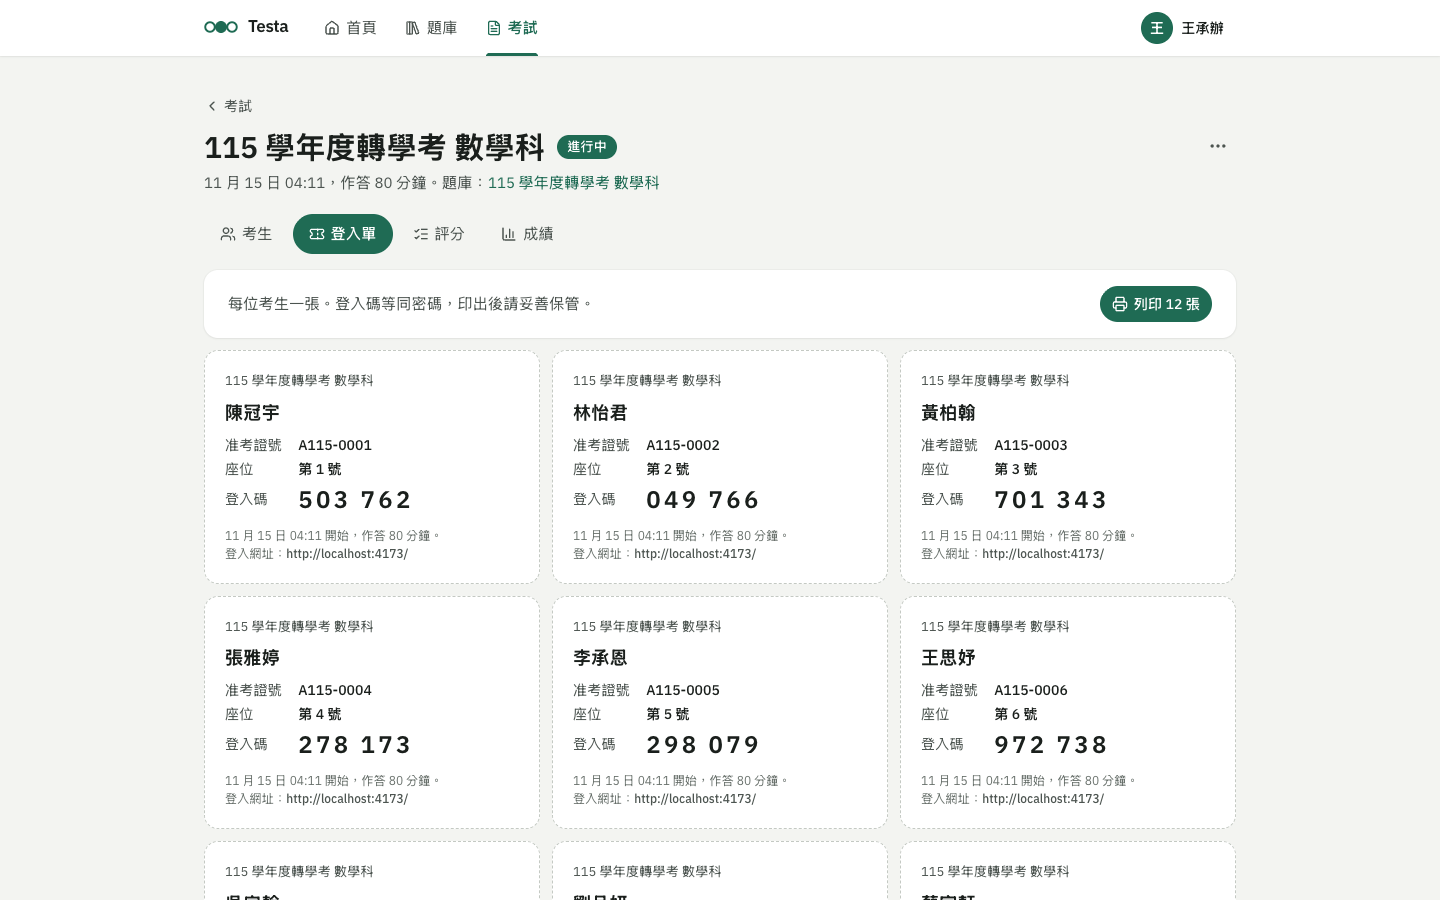 Testa 首頁 題庫 考試 王 王承辦
考試
115 學年度轉學考 數學科 進行中
11 月 15 日 04:11，作答 80 分鐘。題庫：115 學年度轉學考 數學科
考生 登入單 評分 成績
每位考生一張。登入碼等同密碼，印出後請妥善保管。 列印 12 張
115 學年度轉學考 數學科
陳冠宇
准考證號 A115-0001
座位 第 1 號
登入碼 503 762
11 月 15 日 04:11 開始，作答 80 分鐘。
登入網址：http://localhost:4173/
115 學年度轉學考 數學科
林怡君
准考證號 A115-0002
座位 第 2 號
登入碼 049 766
11 月 15 日 04:11 開始，作答 80 分鐘。
登入網址：http://localhost:4173/
115 學年度轉學考 數學科
黃柏翰
准考證號 A115-0003
座位 第 3 號
登入碼 701 343
11 月 15 日 04:11 開始，作答 80 分鐘。
登入網址：http://localhost:4173/
115 學年度轉學考 數學科
張雅婷
准考證號 A115-0004
座位 第 4 號
登入碼 278 173
11 月 15 日 04:11 開始，作答 80 分鐘。
登入網址：http://localhost:4173/
115 學年度轉學考 數學科
李承恩
准考證號 A115-0005
座位 第 5 號
登入碼 298 079
11 月 15 日 04:11 開始，作答 80 分鐘。
登入網址：http://localhost:4173/
115 學年度轉學考 數學科
王思妤
准考證號 A115-0006
座位 第 6 號
登入碼 972 738
11 月 15 日 04:11 開始，作答 80 分鐘。
登入網址：http://localhost:4173/
115 學年度轉學考 數學科
115 學年度轉學考 數學科
115 學年度轉學考 數學科